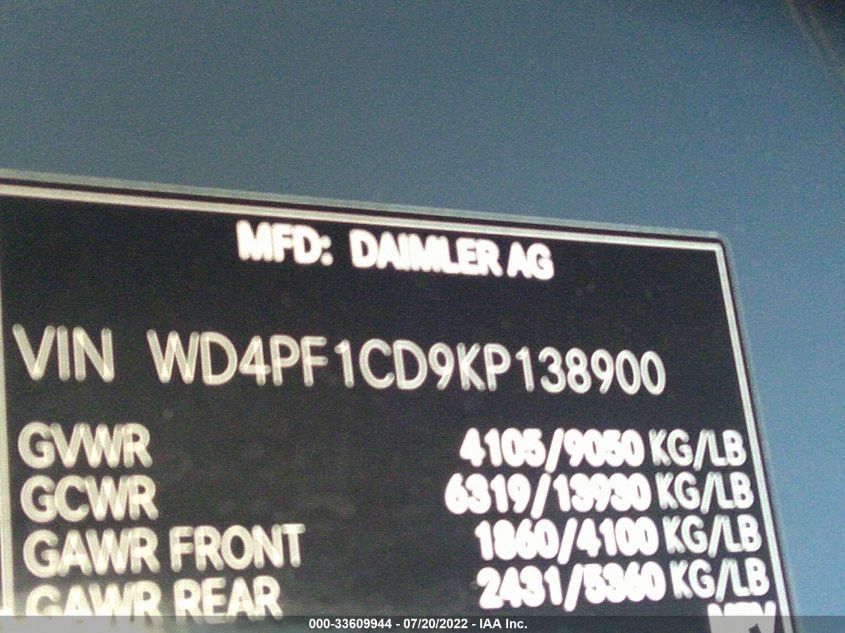 MFD: DAIMLER AG
VIN WD4PF1CD9KP138900
GVWR 4105/9050 KG/LB
GCWR 6319/13930 KG/LB
GAWR FRONT 1860/4100 KG/LB
GAWR REAR 2431/5360 KG/LB
MPV
000-33609944 - 07/20/2022 - IAA Inc.